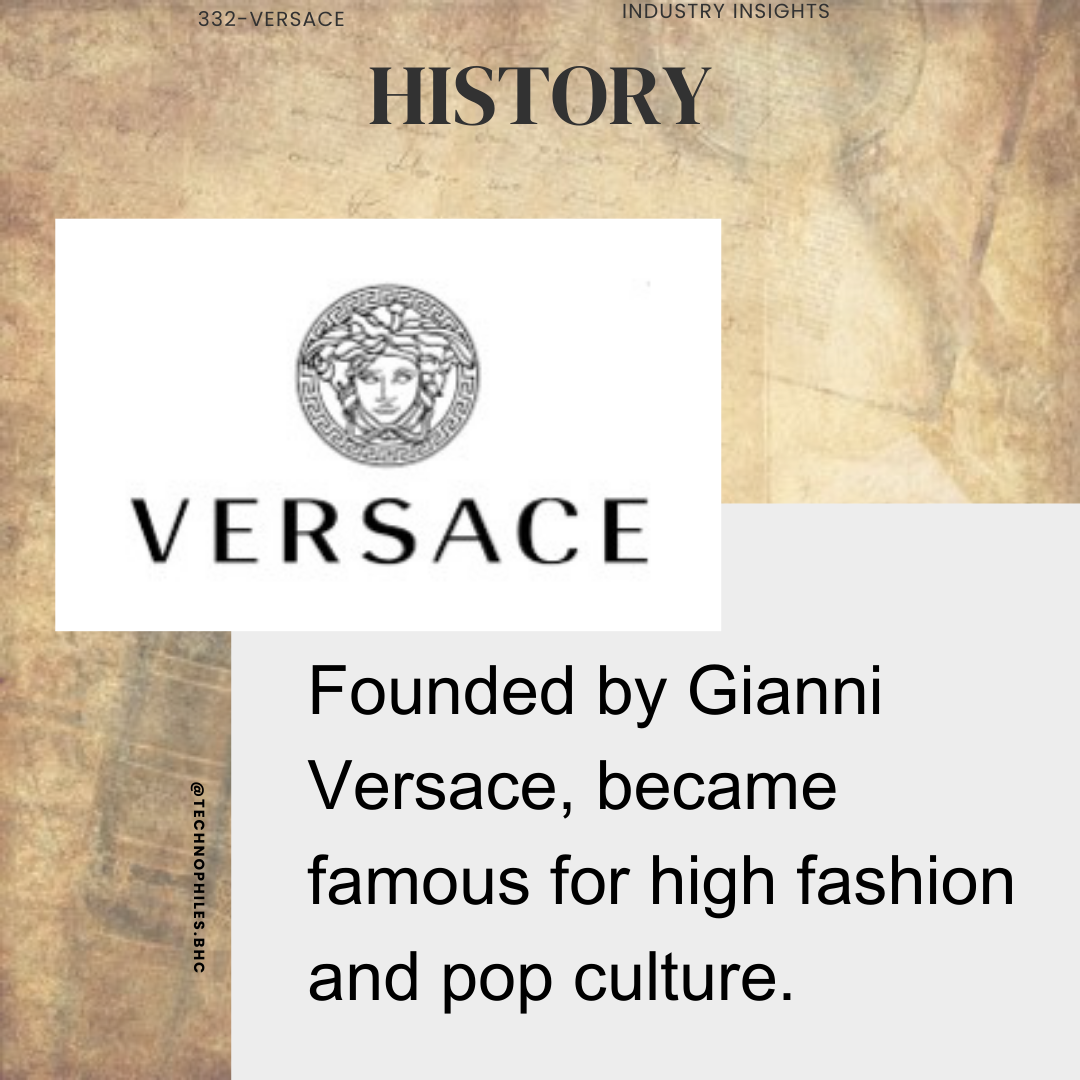 332-VERSACE
INDUSTRY INSIGHTS
HISTORY
VERSACE
Founded by Gianni
Versace, became
famous for high fashion
and pop culture.
@TECHNOPHILES.BHC